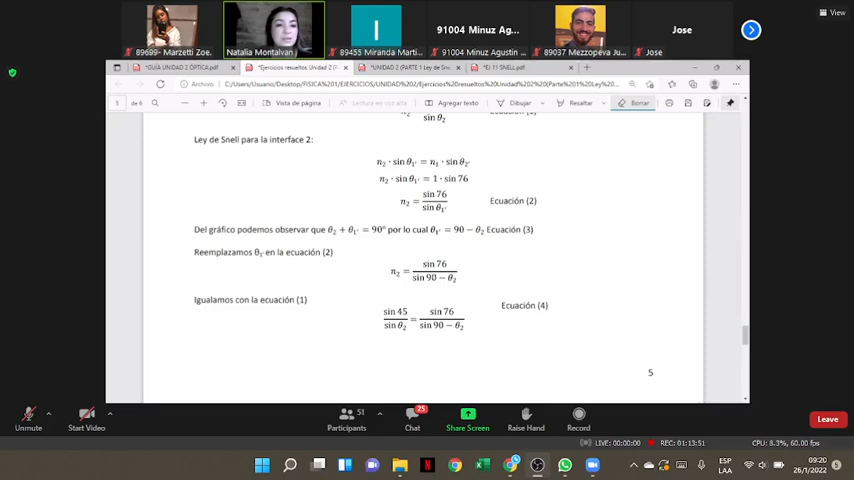 View
89699- Marzetti Zoe.
Natalia Montalvan
89455 Miranda Marti...
91004 Minuz Ag...
91004 Minuz Agustin ...
89037 Mezzopeva Ju...
Jose
Jose
*GUÍA UNIDAD 2 ÓPTICA.pdf
*Ejercicios resueltos Unidad 2 (
*UNIDAD 2 (PARTE 1 Ley de Sne
*EJ 11 SNELL.pdf
Archivo
C:/Users/Usuario/Desktop/FISICA%201/EJERCICIOS/UNIDAD%202/Ejercicios%20resueltos%20Unidad%202%20(Parte%201%20Ley%20...
5 de 6
Vista de página
Lectura en voz alta
Agregar texto
Dibujar
Resaltar
Borrar
sin θ₂
Ley de Snell para la interface 2:
n₂ · sin θ₁' = n₁ · sin θ₂'
n₂ · sin θ₁' = 1 · sin 76
n₂ = sin 76 / sin θ₁' Ecuación (2)
Del gráfico podemos observar que θ₂ + θ₁' = 90° por lo cual θ₁' = 90 − θ₂ Ecuación (3)
Reemplazamos θ₁' en la ecuación (2)
n₂ = sin 76 / sin 90 − θ₂
Igualamos con la ecuación (1)
sin 45 / sin θ₂ = sin 76 / sin 90 − θ₂ Ecuación (4)
5
Unmute
Start Video
51
Participants
25
Chat
Share Screen
Raise Hand
Record
Leave
LIVE: 00:00:00
REC: 01:13:51
CPU: 8.3%, 60.00 fps
ESP
LAA
09:20
26/1/2022